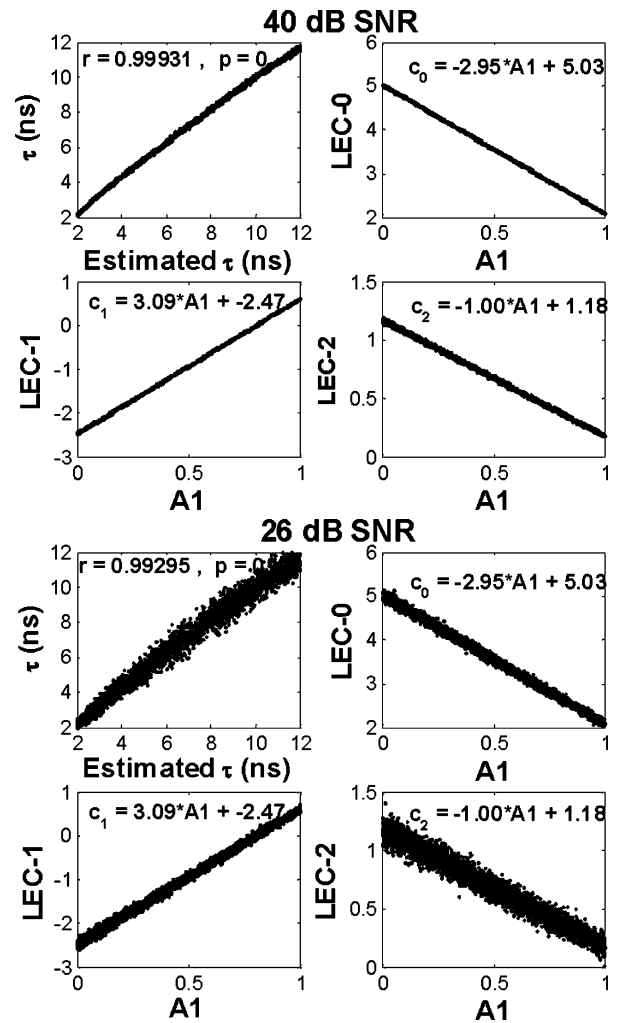 40 dB SNR
r = 0.99931 , p = 0
τ (ns)
12
10
8
6
4
2
2 4 6 8 10 12
Estimated τ (ns)
c0 = -2.95*A1 + 5.03
LEC-0
6
5
4
3
2
0 0.5 1
A1
c1 = 3.09*A1 + -2.47
LEC-1
1
0
-1
-2
-3
0 0.5 1
A1
c2 = -1.00*A1 + 1.18
LEC-2
1.5
1
0.5
0
0 0.5 1
A1
26 dB SNR
r = 0.99295 , p = 0
τ (ns)
12
10
8
6
4
2
2 4 6 8 10 12
Estimated τ (ns)
c0 = -2.95*A1 + 5.03
LEC-0
6
5
4
3
2
0 0.5 1
A1
c1 = 3.09*A1 + -2.47
LEC-1
1
0
-1
-2
-3
0 0.5 1
A1
c2 = -1.00*A1 + 1.18
LEC-2
1.5
1
0.5
0
0 0.5 1
A1